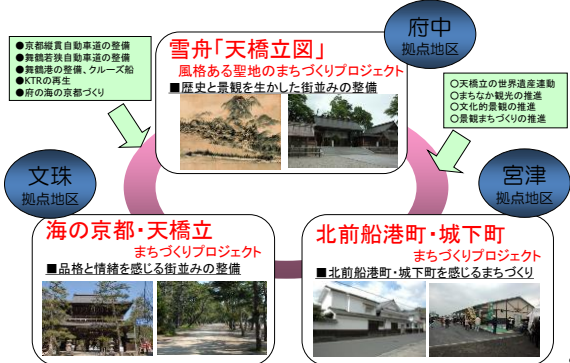 府中
拠点地区
雪舟「天橋立図」
風格ある聖地のまちづくりプロジェクト
■歴史と景観を生かした街並みの整備
●京都縦貫自動車道の整備
●舞鶴若狭自動車道の整備
●舞鶴港の整備、クルーズ船
●KTRの再生
●府の海の京都づくり
○天橋立の世界遺産運動
○まちなか観光の推進
○文化的景観の推進
○景観まちづくりの推進
文珠
拠点地区
海の京都・天橋立
まちづくりプロジェクト
■品格と情緒を感じる街並みの整備
宮津
拠点地区
北前船港町・城下町
まちづくりプロジェクト
■北前船港町・城下町を感じるまちづくり